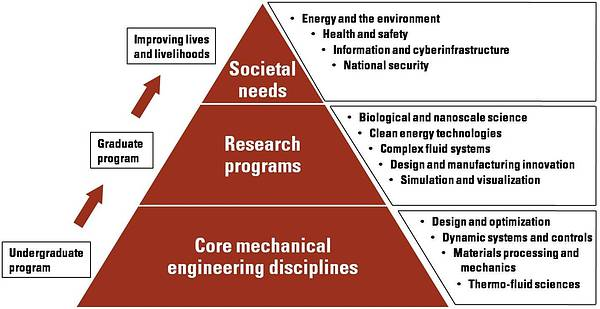 Improving lives
and livelihoods
Societal
needs
• Energy and the environment
• Health and safety
• Information and cyberinfrastructure
• National security
Graduate
program
Research
programs
• Biological and nanoscale science
• Clean energy technologies
• Complex fluid systems
• Design and manufacturing innovation
• Simulation and visualization
Undergraduate
program
Core mechanical
engineering disciplines
• Design and optimization
• Dynamic systems and controls
• Materials processing and
mechanics
• Thermo-fluid sciences